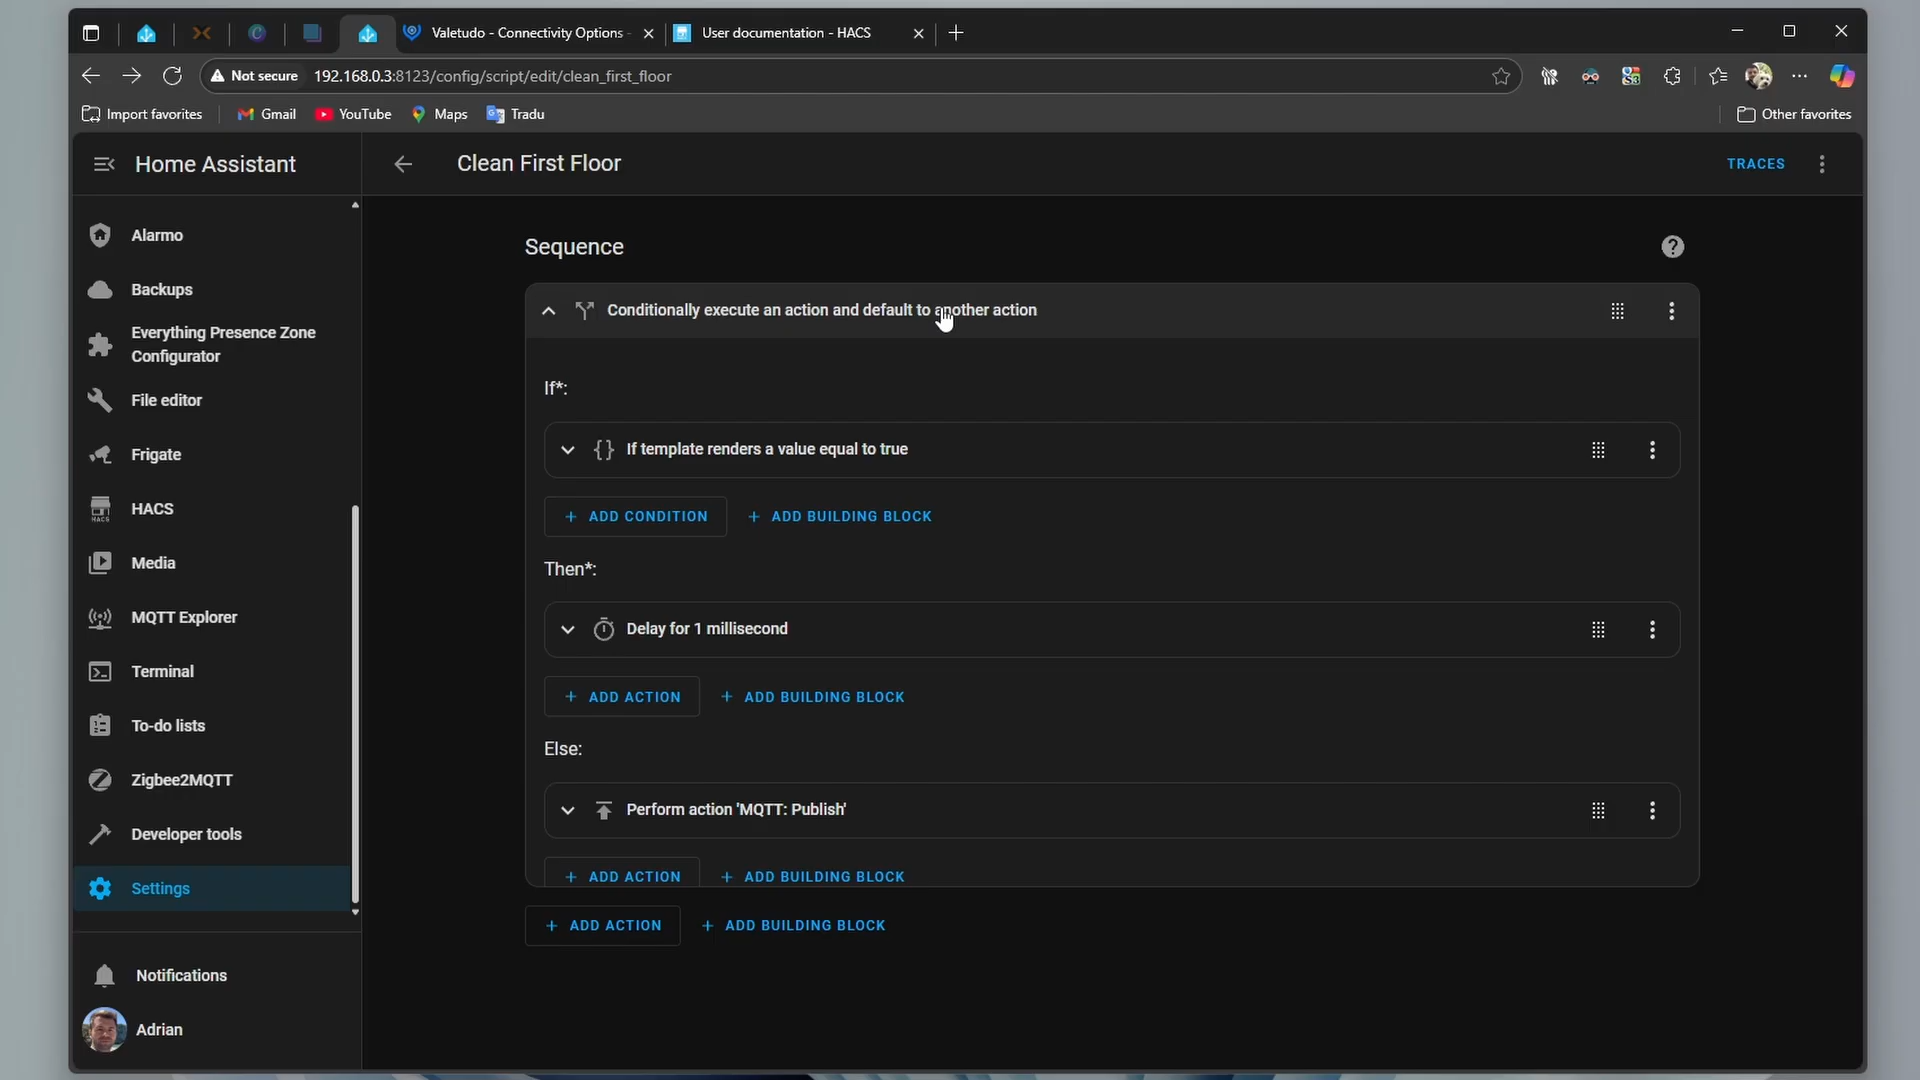 Valetudo - Connectivity Options
User documentation - HACS
Not secure
192.168.0.3:8123/config/script/edit/clean_first_floor
Import favorites
Gmail
YouTube
Maps
Tradu
Other favorites
Home Assistant
Clean First Floor
TRACES
Alarmo
Backups
Everything Presence Zone
Configurator
File editor
Frigate
HACS
HACS
Media
MQTT Explorer
Terminal
To-do lists
Zigbee2MQTT
Developer tools
Settings
Notifications
Adrian
Sequence
Conditionally execute an action and default to another action
If*:
If template renders a value equal to true
+ ADD CONDITION
+ ADD BUILDING BLOCK
Then*:
Delay for 1 millisecond
+ ADD ACTION
+ ADD BUILDING BLOCK
Else:
Perform action 'MQTT: Publish'
+ ADD ACTION
+ ADD BUILDING BLOCK
+ ADD ACTION
+ ADD BUILDING BLOCK